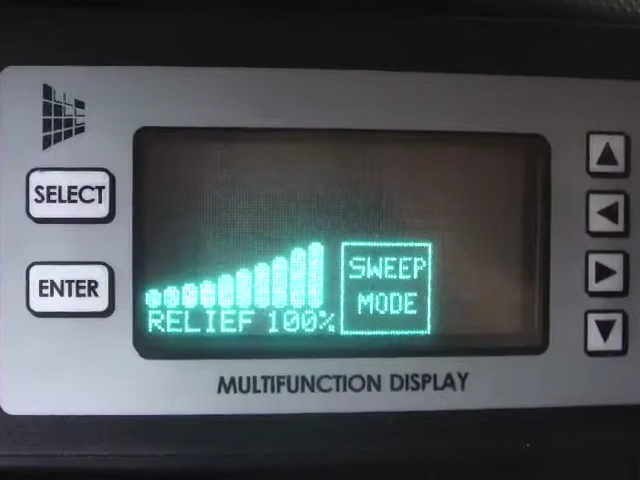 SELECT
ENTER
SWEEP
MODE
RELIEF 100%
MULTIFUNCTION DISPLAY